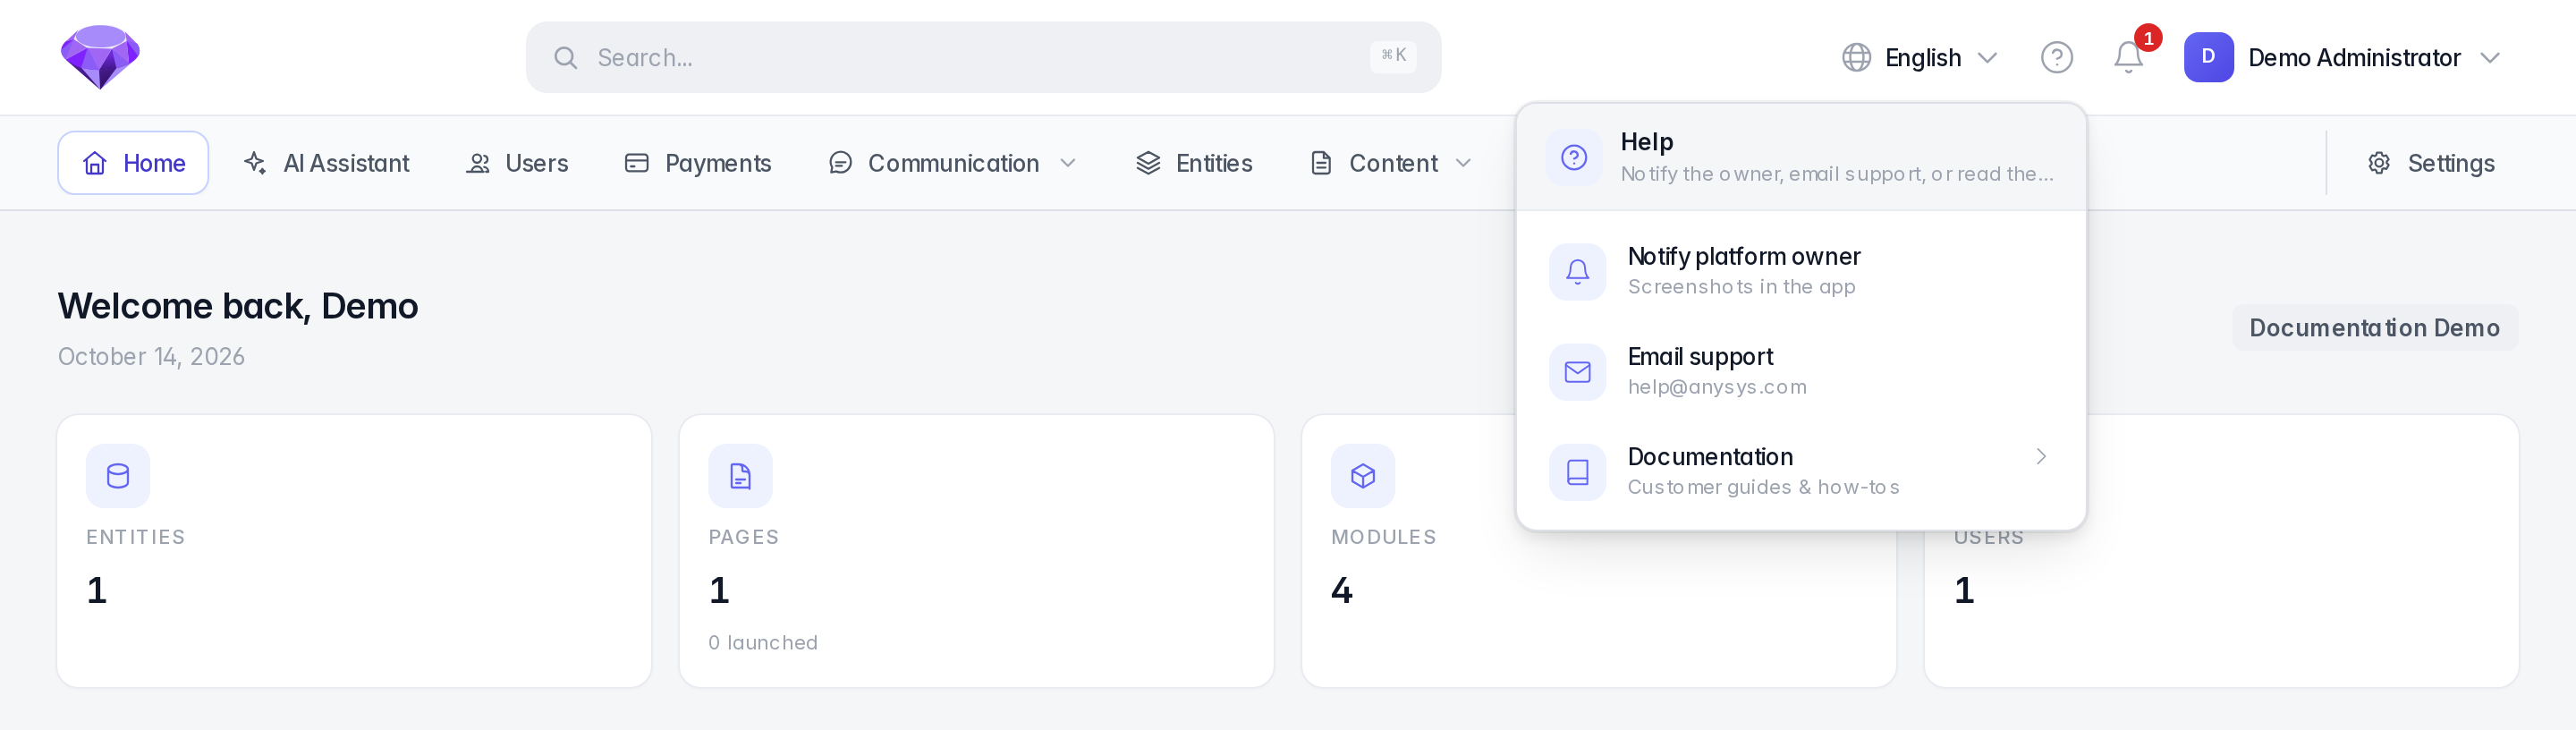 Search...
⌘K
English
1
D
Demo Administrator
Home
AI Assistant
Users
Payments
Communication
Entities
Content
Settings
Help
Notify the owner, email support, or read the...
Notify platform owner
Screenshots in the app
Email support
help@anysys.com
Documentation
Customer guides & how-tos
Welcome back, Demo
October 14, 2026
Documentation Demo
ENTITIES
1
PAGES
1
0 launched
MODULES
4
USERS
1